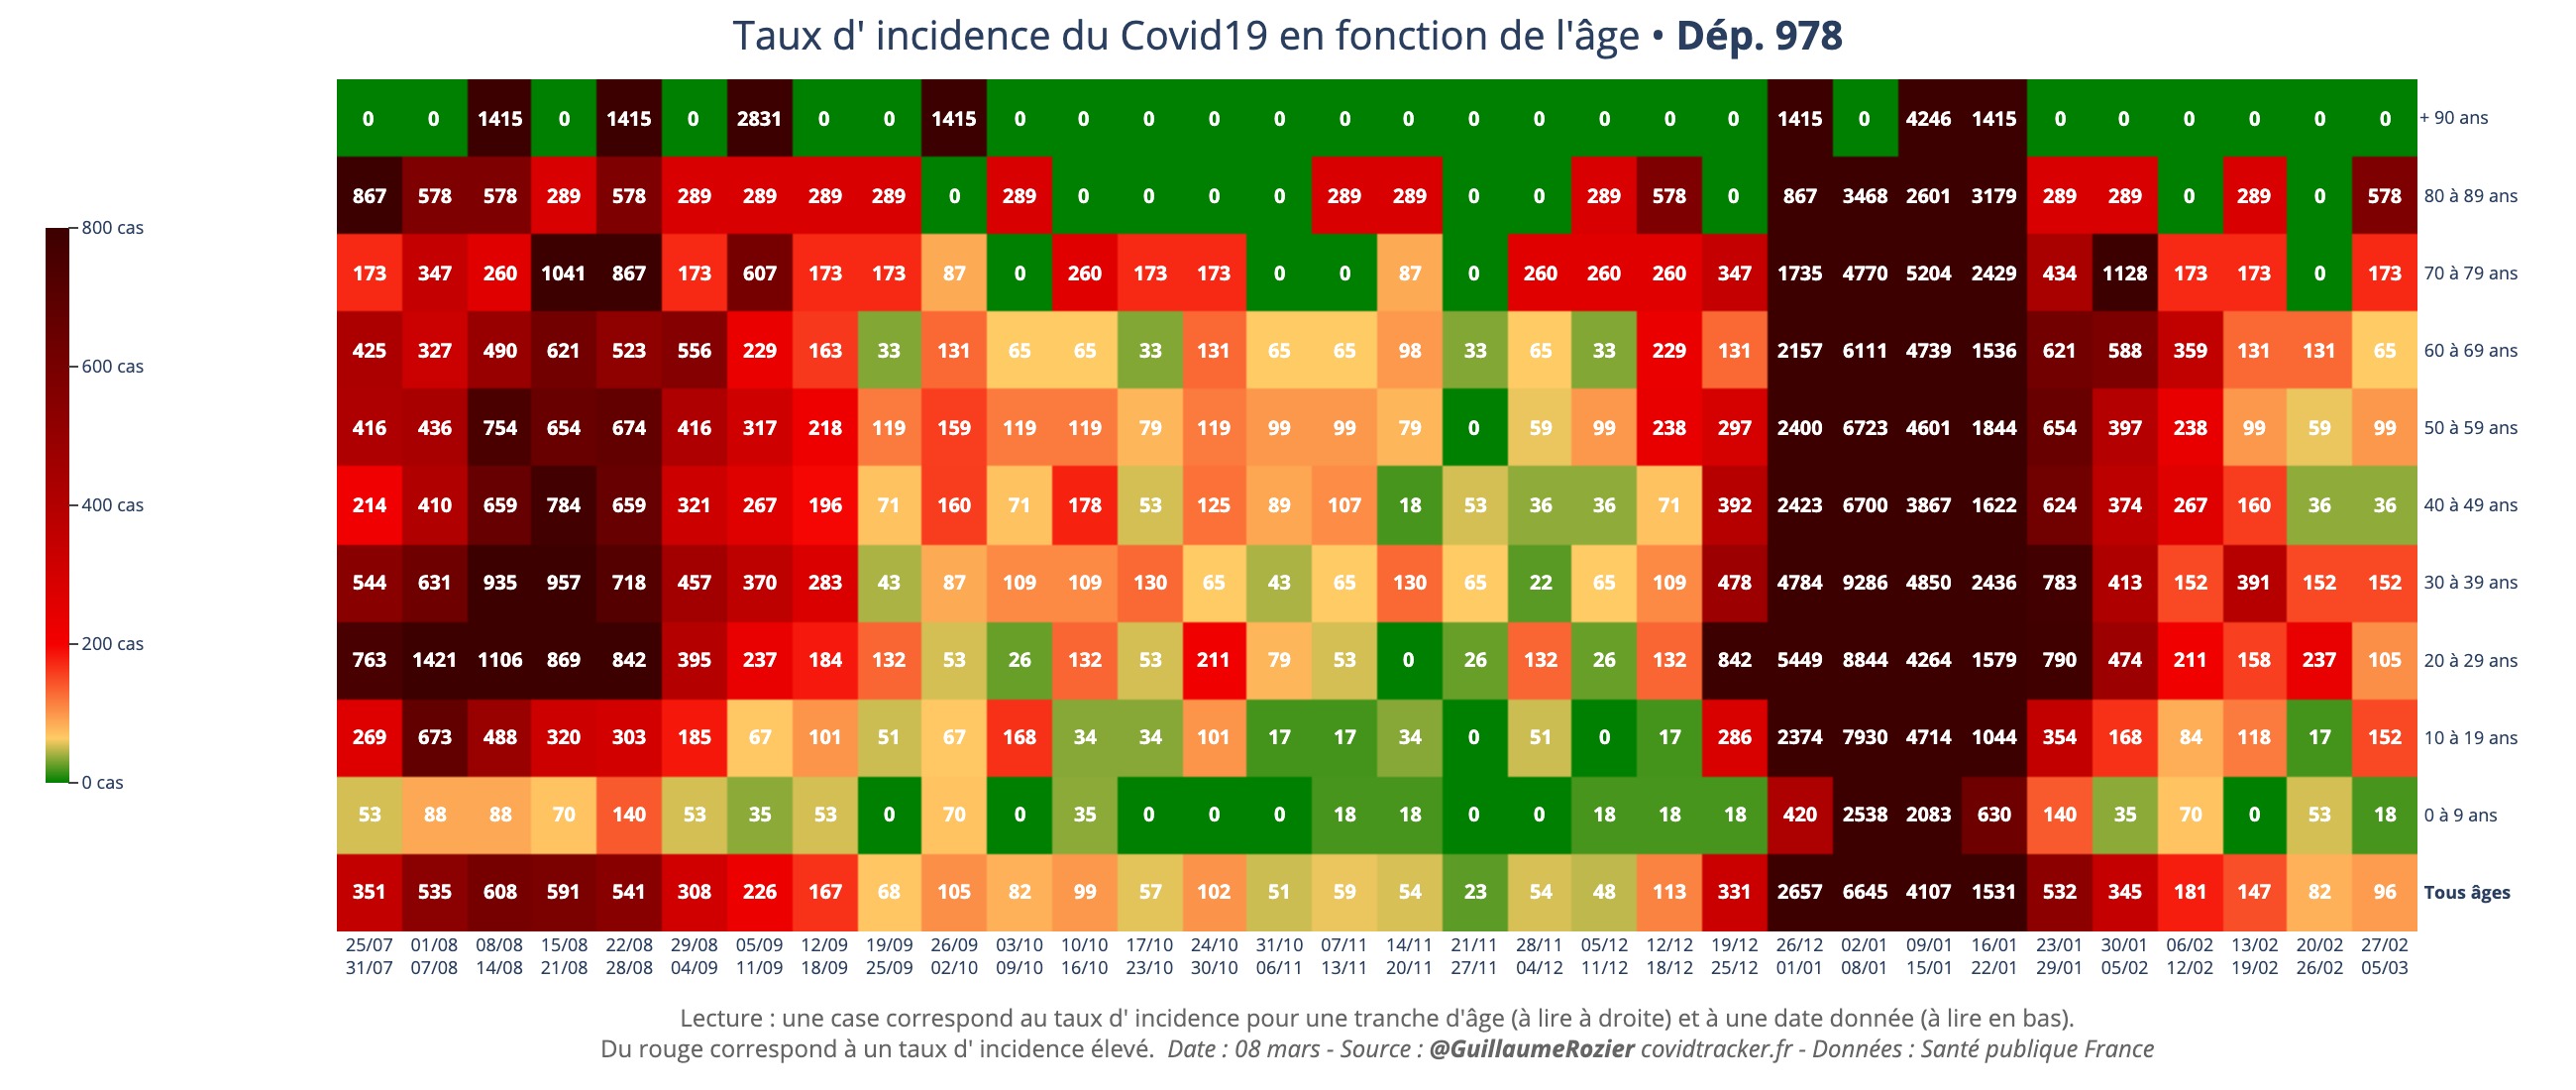 Taux d' incidence du Covid19 en fonction de l'âge • Dép. 978
800 cas
600 cas
400 cas
200 cas
0 cas
0 0 1415 0 1415 0 2831 0 0 1415 0 0 0 0 0 0 0 0 0 0 0 0 1415 0 4246 1415 0 0 0 0 0 0 + 90 ans
867 578 578 289 578 289 289 289 289 0 289 0 0 0 0 289 289 0 0 289 578 0 867 3468 2601 3179 289 289 0 289 0 578 80 à 89 ans
173 347 260 1041 867 173 607 173 173 87 0 260 173 173 0 0 87 0 260 260 260 347 1735 4770 5204 2429 434 1128 173 173 0 173 70 à 79 ans
425 327 490 621 523 556 229 163 33 131 65 65 33 131 65 65 98 33 65 33 229 131 2157 6111 4739 1536 621 588 359 131 131 65 60 à 69 ans
416 436 754 654 674 416 317 218 119 159 119 119 79 119 99 99 79 0 59 99 238 297 2400 6723 4601 1844 654 397 238 99 59 99 50 à 59 ans
214 410 659 784 659 321 267 196 71 160 71 178 53 125 89 107 18 53 36 36 71 392 2423 6700 3867 1622 624 374 267 160 36 36 40 à 49 ans
544 631 935 957 718 457 370 283 43 87 109 109 130 65 43 65 130 65 22 65 109 478 4784 9286 4850 2436 783 413 152 391 152 152 30 à 39 ans
763 1421 1106 869 842 395 237 184 132 53 26 132 53 211 79 53 0 26 132 26 132 842 5449 8844 4264 1579 790 474 211 158 237 105 20 à 29 ans
269 673 488 320 303 185 67 101 51 67 168 34 34 101 17 17 34 0 51 0 17 286 2374 7930 4714 1044 354 168 84 118 17 152 10 à 19 ans
53 88 88 70 140 53 35 53 0 70 0 35 0 0 0 18 18 0 0 18 18 18 420 2538 2083 630 140 35 70 0 53 18 0 à 9 ans
351 535 608 591 541 308 226 167 68 105 82 99 57 102 51 59 54 23 54 48 113 331 2657 6645 4107 1531 532 345 181 147 82 96 Tous âges
25/07 01/08 08/08 15/08 22/08 29/08 05/09 12/09 19/09 26/09 03/10 10/10 17/10 24/10 31/10 07/11 14/11 21/11 28/11 05/12 12/12 19/12 26/12 02/01 09/01 16/01 23/01 30/01 06/02 13/02 20/02 27/02
31/07 07/08 14/08 21/08 28/08 04/09 11/09 18/09 25/09 02/10 09/10 16/10 23/10 30/10 06/11 13/11 20/11 27/11 04/12 11/12 18/12 25/12 01/01 08/01 15/01 22/01 29/01 05/02 12/02 19/02 26/02 05/03
Lecture : une case correspond au taux d' incidence pour une tranche d'âge (à lire à droite) et à une date donnée (à lire en bas).
Du rouge correspond à un taux d' incidence élevé. Date : 08 mars - Source : @GuillaumeRozier covidtracker.fr - Données : Santé publique France